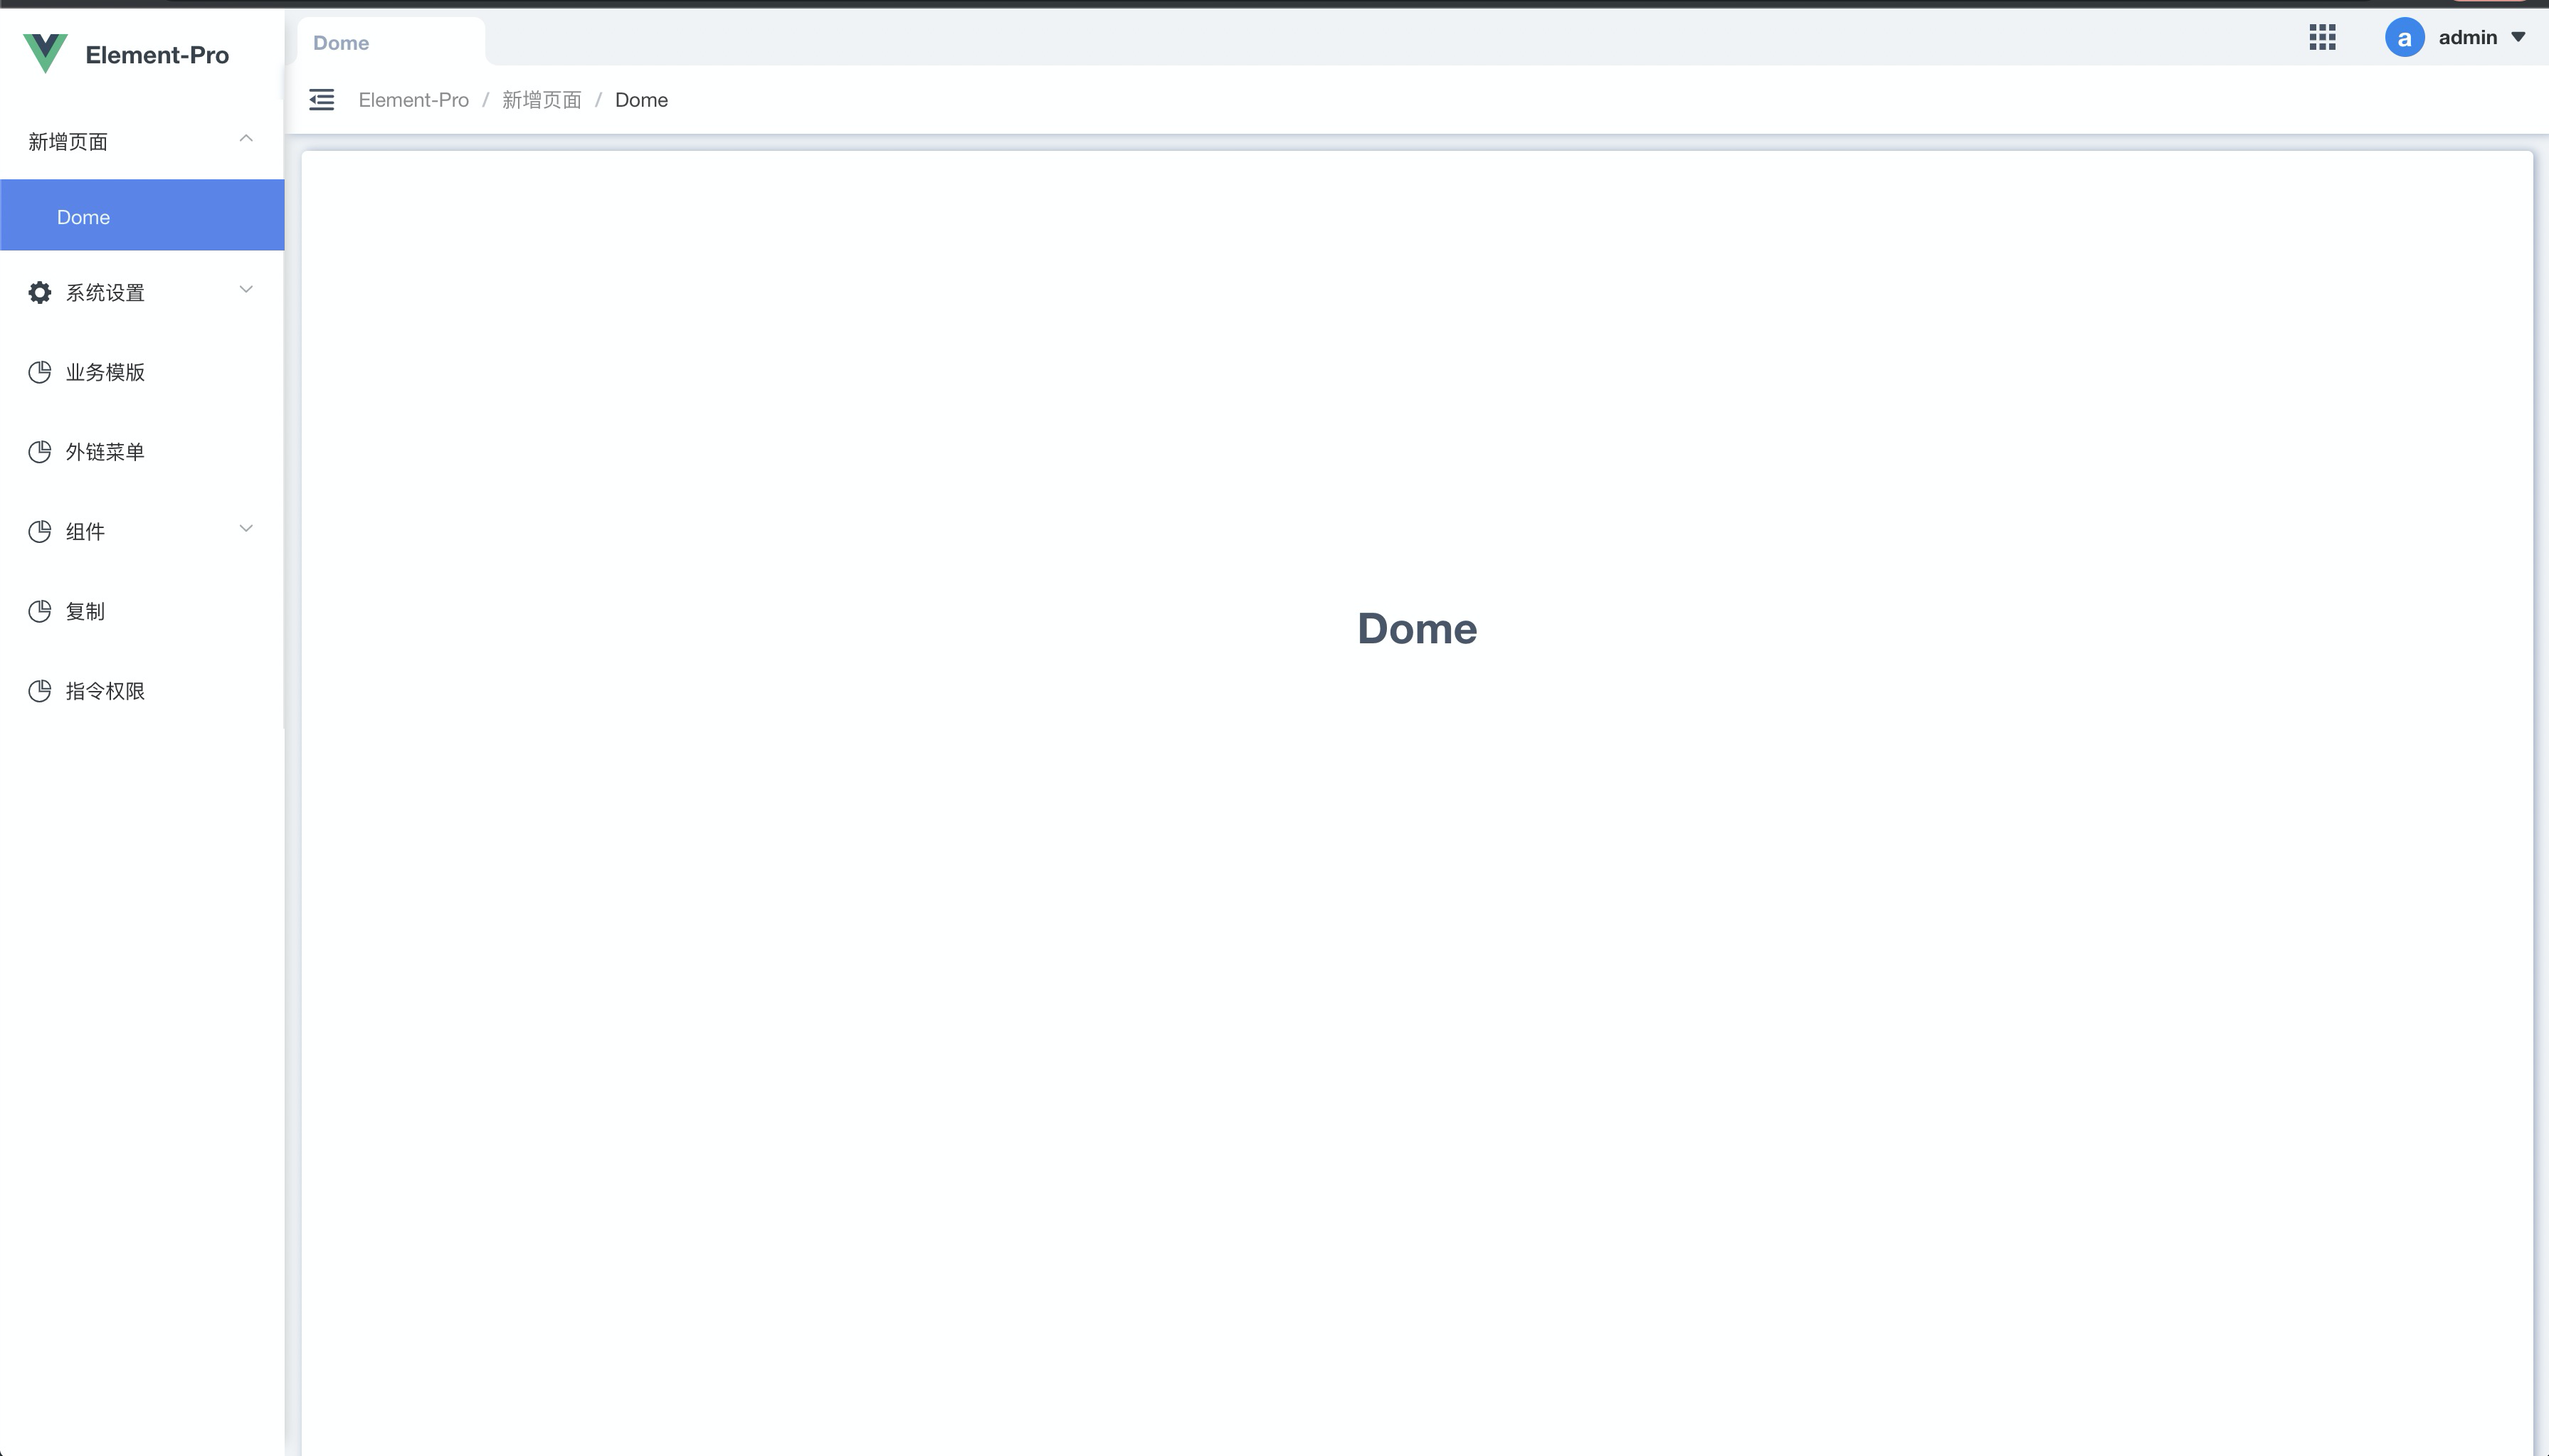 Element-Pro
新增页面
Dome
系统设置
业务模版
外链菜单
组件
复制
指令权限
Dome
a admin
Element-Pro / 新增页面 / Dome
Dome